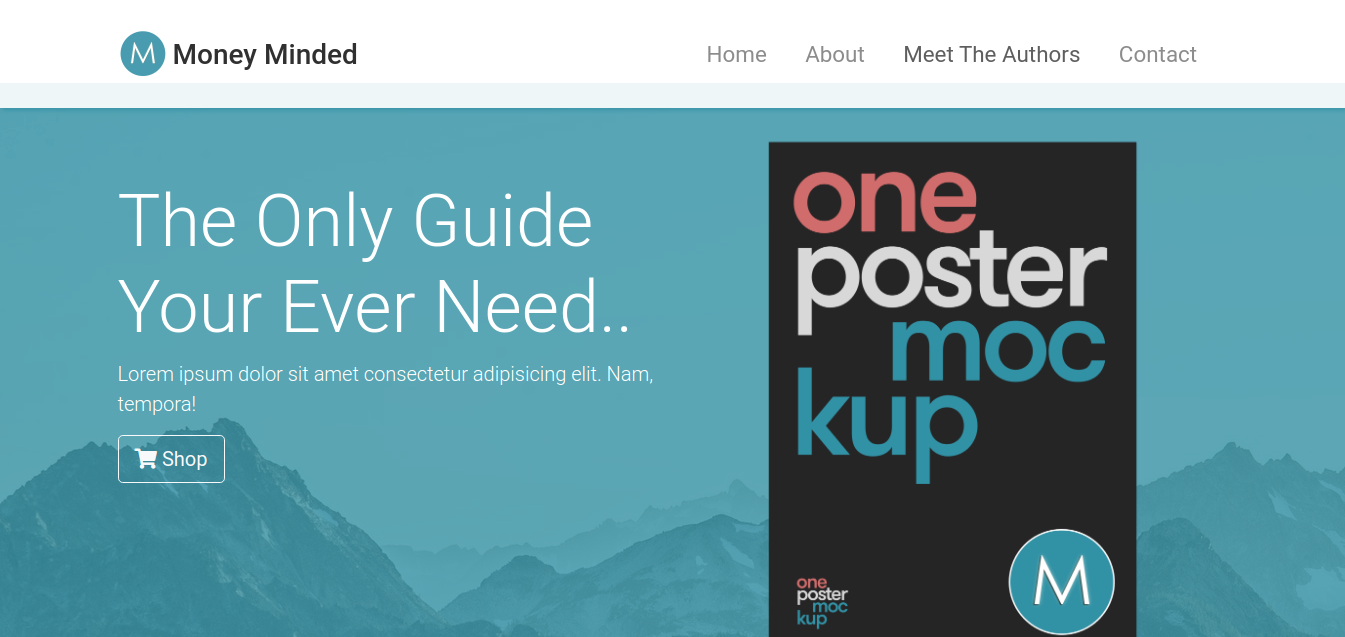 M Money Minded
Home About Meet The Authors Contact
The Only Guide
Your Ever Need..
Lorem ipsum dolor sit amet consectetur adipisicing elit. Nam,
tempora!
Shop
one
poster
moc
kup
one
poster
moc
kup
M